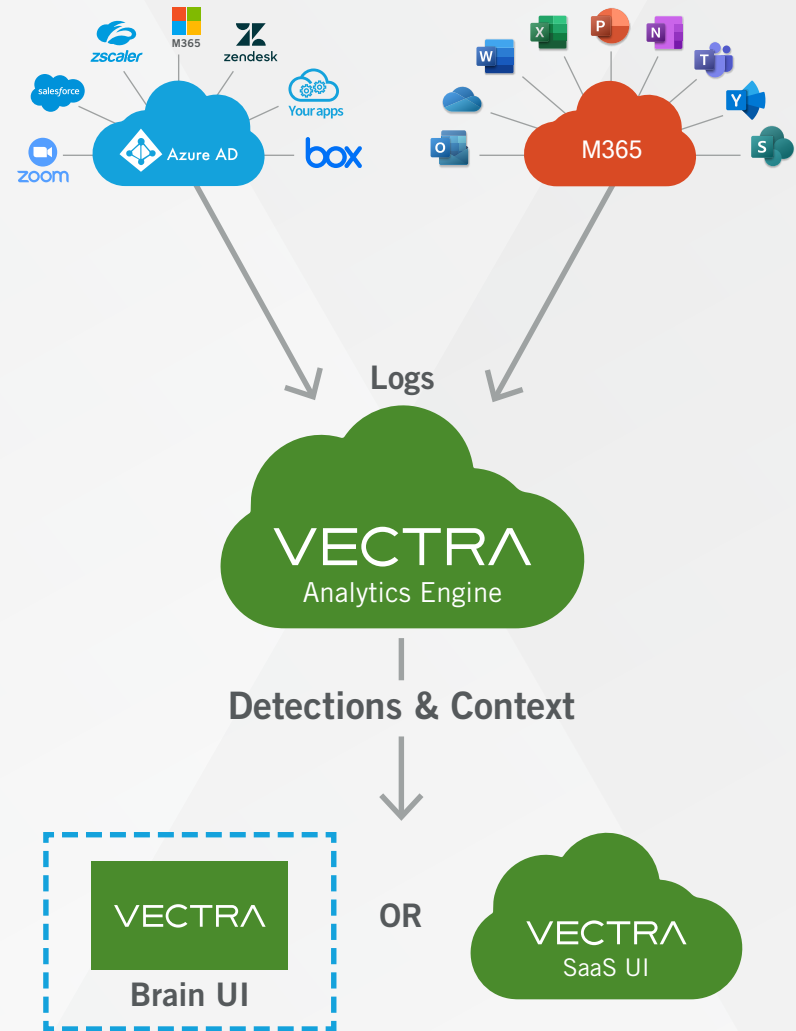 zscaler
M365
zendesk
salesforce
Your apps
zoom
Azure AD
box
W
X
P
N
T
Y
O
S
M365
Logs
VECTRA
Analytics Engine
Detections & Context
VECTRA
Brain UI
OR
VECTRA
SaaS UI